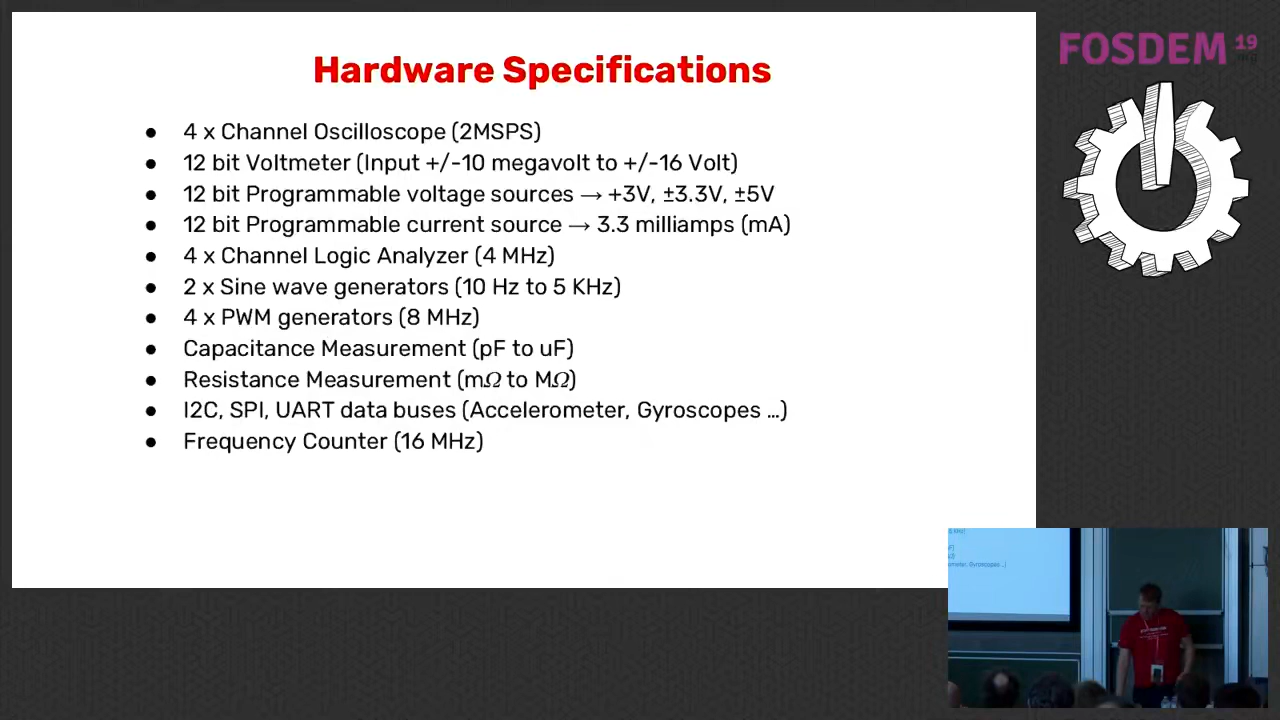 Hardware Specifications
● 4 x Channel Oscilloscope (2MSPS)
● 12 bit Voltmeter (Input +/-10 megavolt to +/-16 Volt)
● 12 bit Programmable voltage sources → +3V, ±3.3V, ±5V
● 12 bit Programmable current source → 3.3 milliamps (mA)
● 4 x Channel Logic Analyzer (4 MHz)
● 2 x Sine wave generators (10 Hz to 5 KHz)
● 4 x PWM generators (8 MHz)
● Capacitance Measurement (pF to uF)
● Resistance Measurement (mΩ to MΩ)
● I2C, SPI, UART data buses (Accelerometer, Gyroscopes …)
● Frequency Counter (16 MHz)
FOSDEM 19
.org